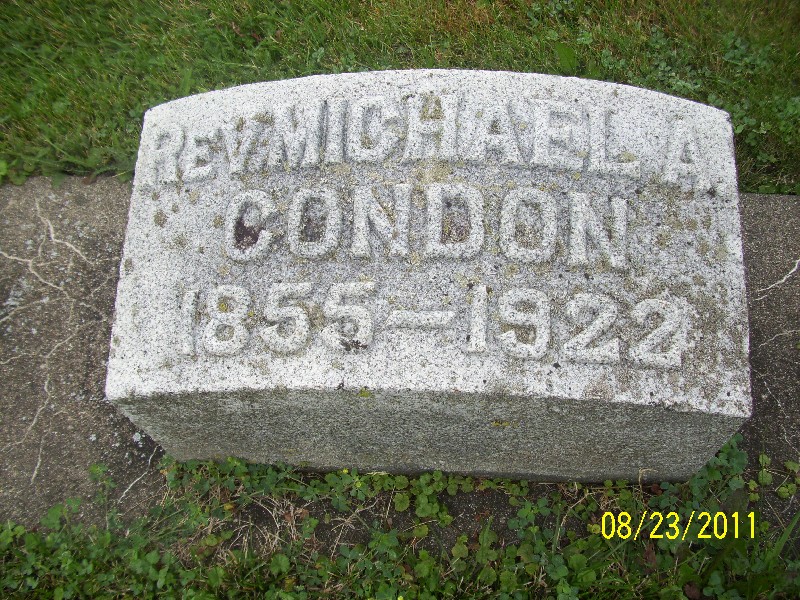 REV. MICHAEL A.
CONDON
1855—1922
08/23/2011